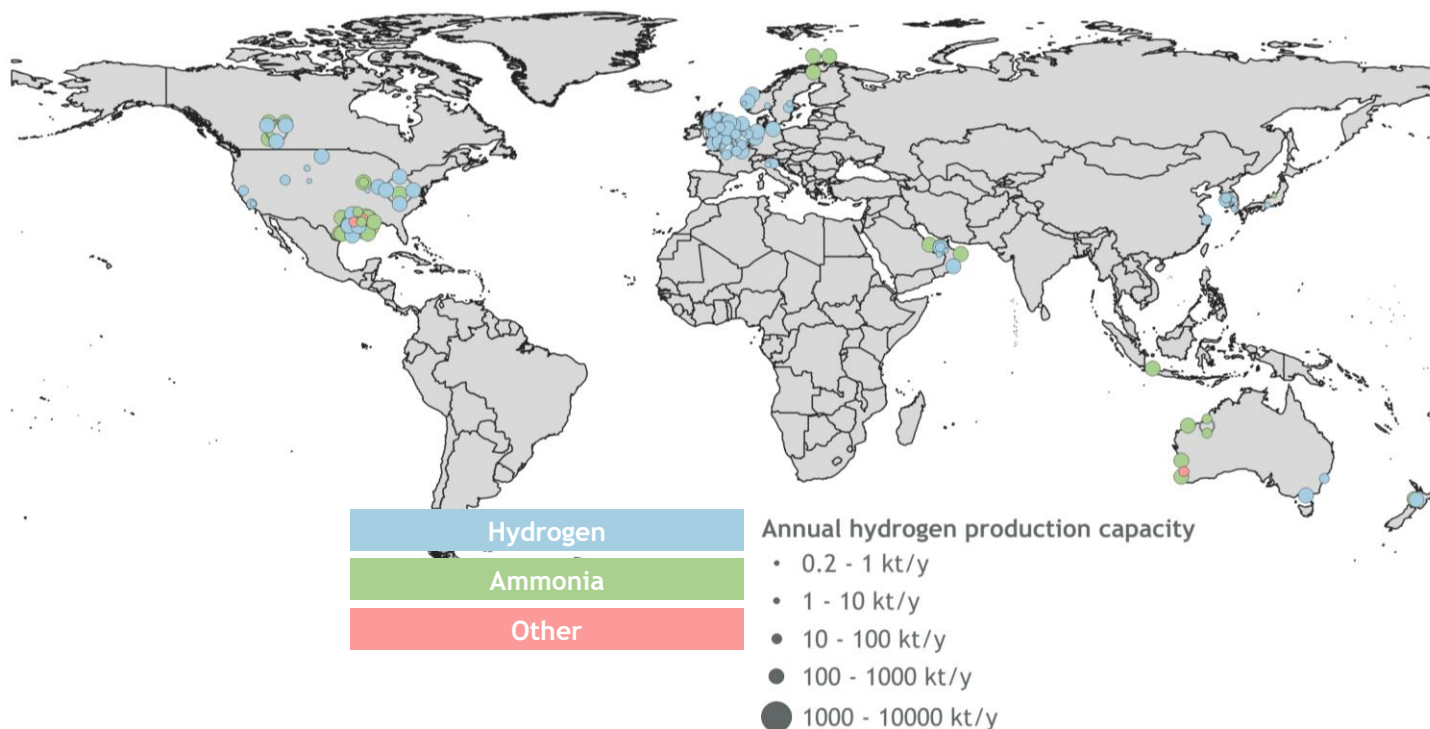 Hydrogen
Ammonia
Other
Annual hydrogen production capacity
0.2 - 1 kt/y
1 - 10 kt/y
10 - 100 kt/y
100 - 1000 kt/y
1000 - 10000 kt/y